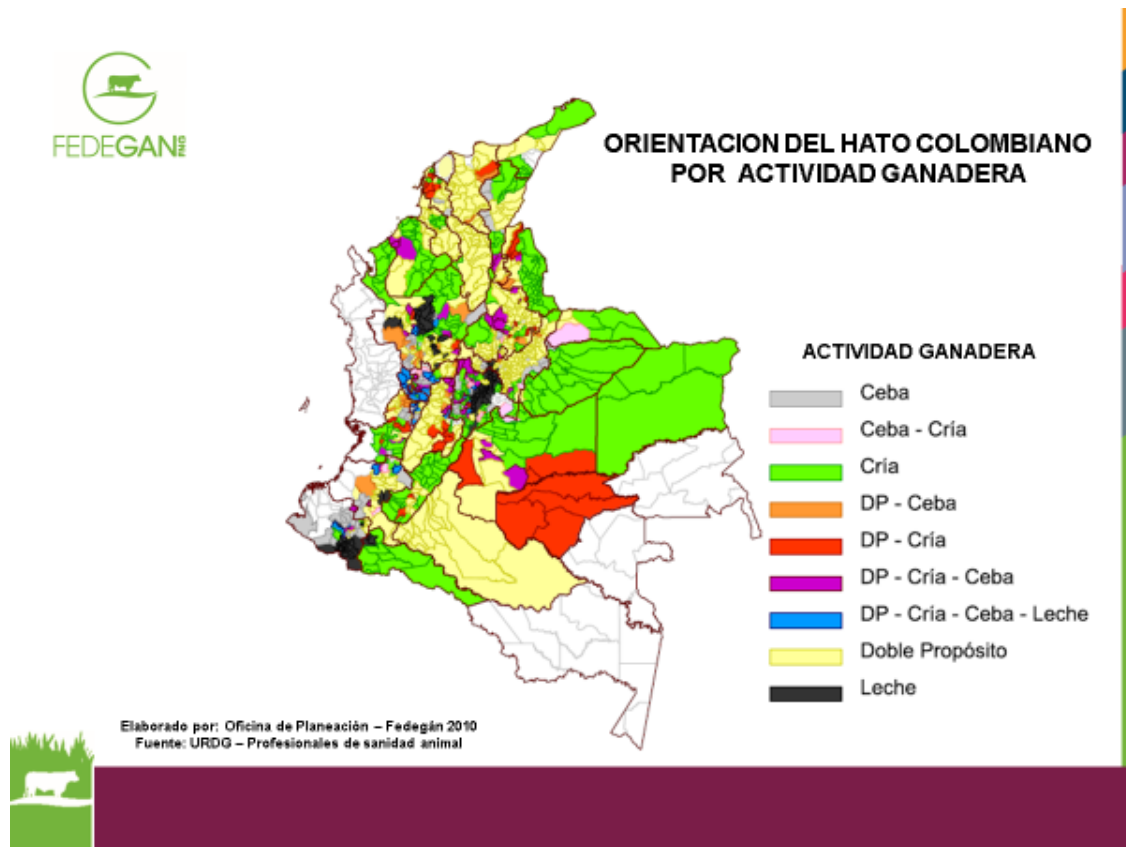 FEDEGAN FNG
ORIENTACION DEL HATO COLOMBIANO
POR ACTIVIDAD GANADERA
ACTIVIDAD GANADERA
Ceba
Ceba - Cría
Cría
DP - Ceba
DP - Cría
DP - Cría - Ceba
DP - Cría - Ceba - Leche
Doble Propósito
Leche
Elaborado por: Oficina de Planeación – Fedegán 2010
Fuente: URDG – Profesionales de sanidad animal